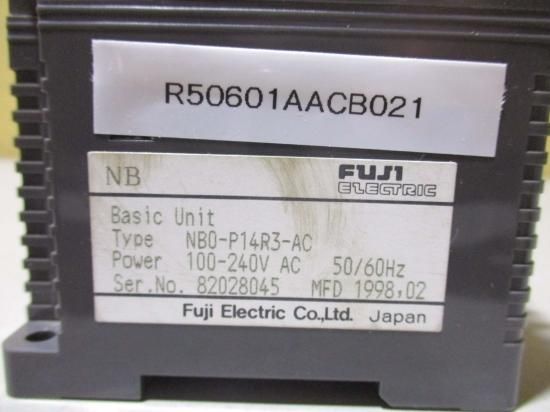 R50601AACB021
NB FUJI ELECTRIC
Basic Unit
Type NB0-P14R3-AC
Power 100-240V AC 50/60Hz
Ser.No. 82028045 MFD 1998,02
Fuji Electric Co.,Ltd. Japan